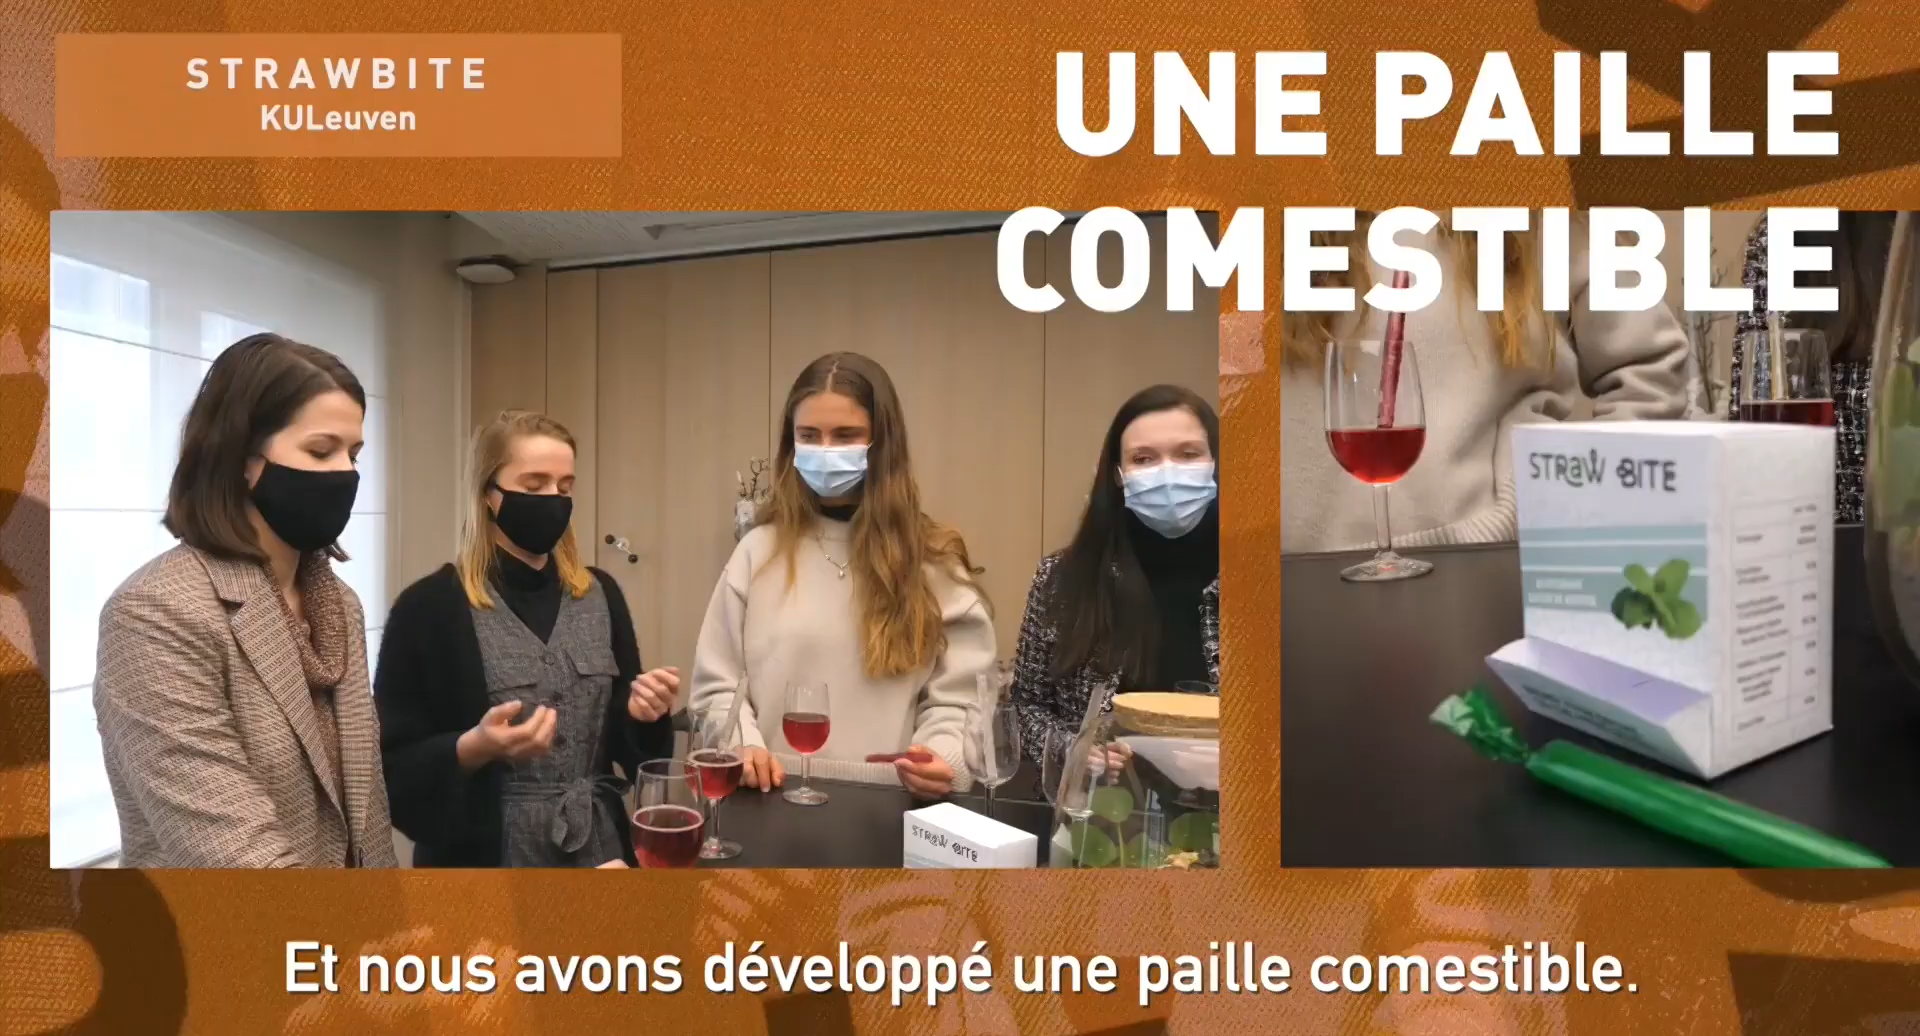 STRAWBITE
KULeuven
UNE PAILLE
COMESTIBLE
STRaW BITE
STRaW BITE
Et nous avons développé une paille comestible.